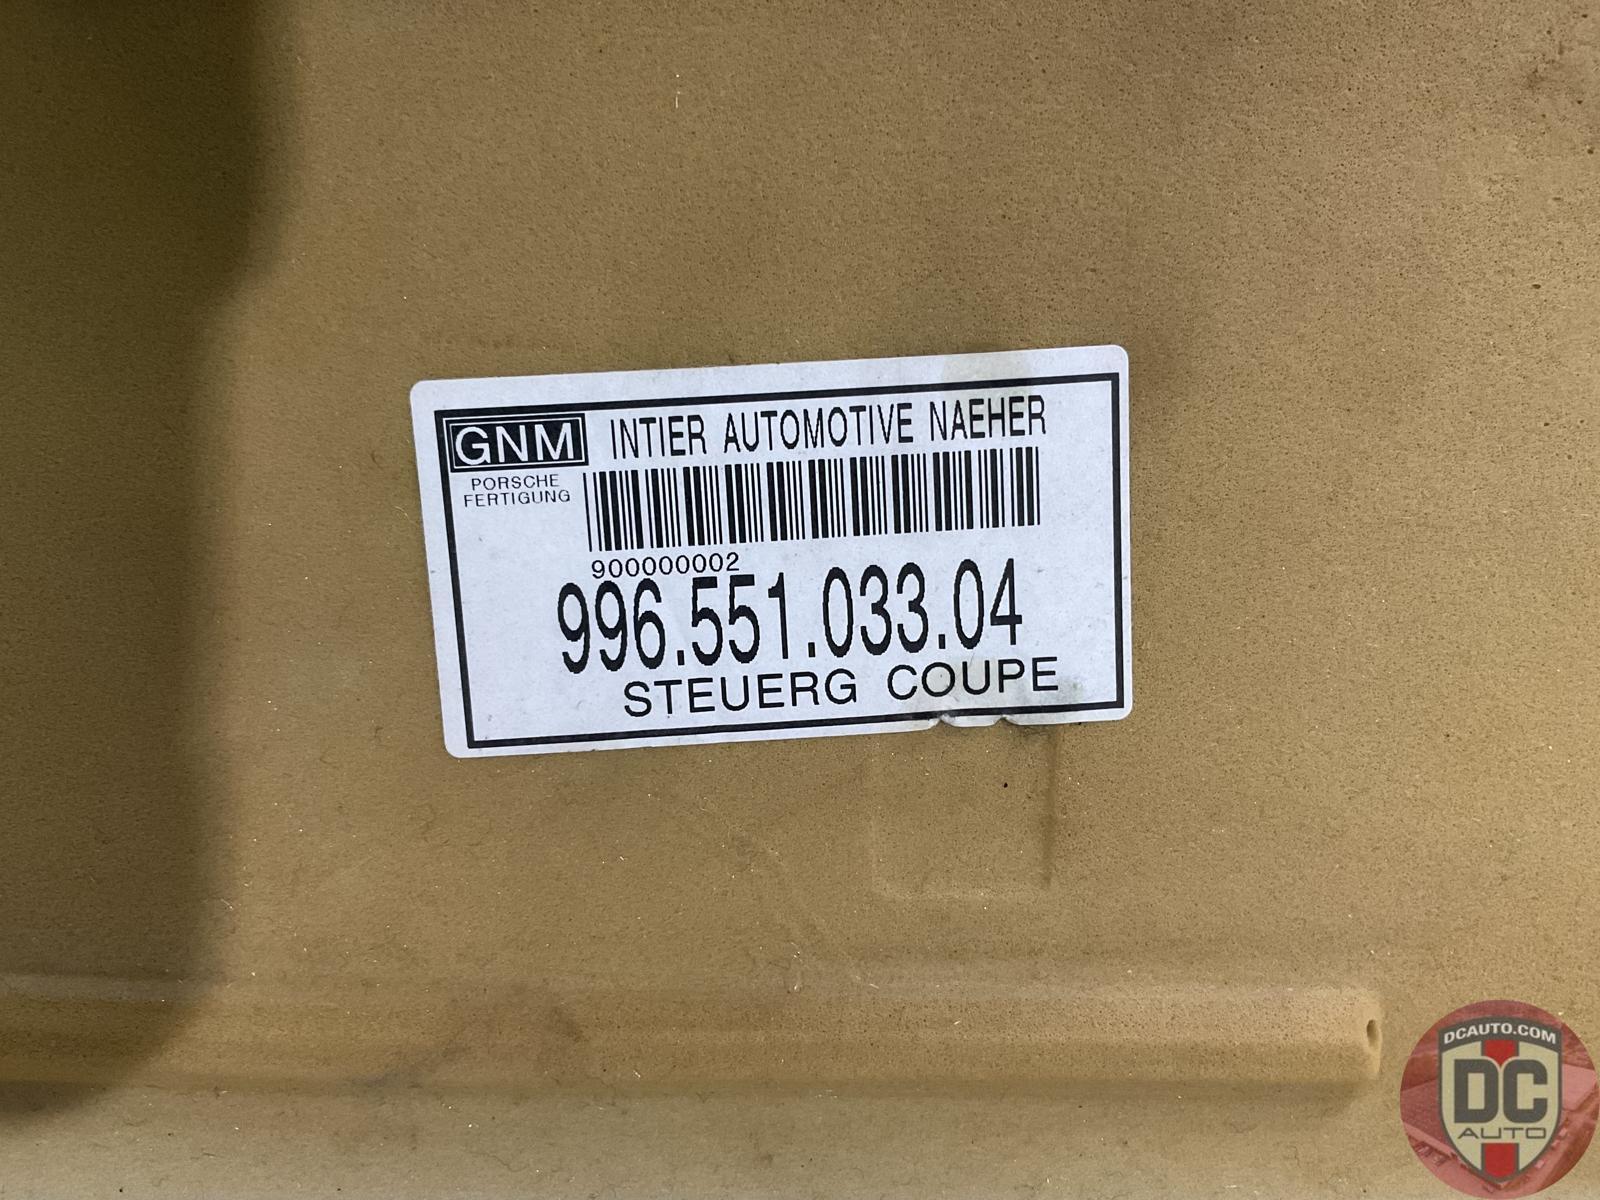 GNM
INTIER AUTOMOTIVE NAEHER
PORSCHE
FERTIGUNG
900000002
996.551.033.04
STEUERG COUPE
DCAUTO.COM
DC
AUTO